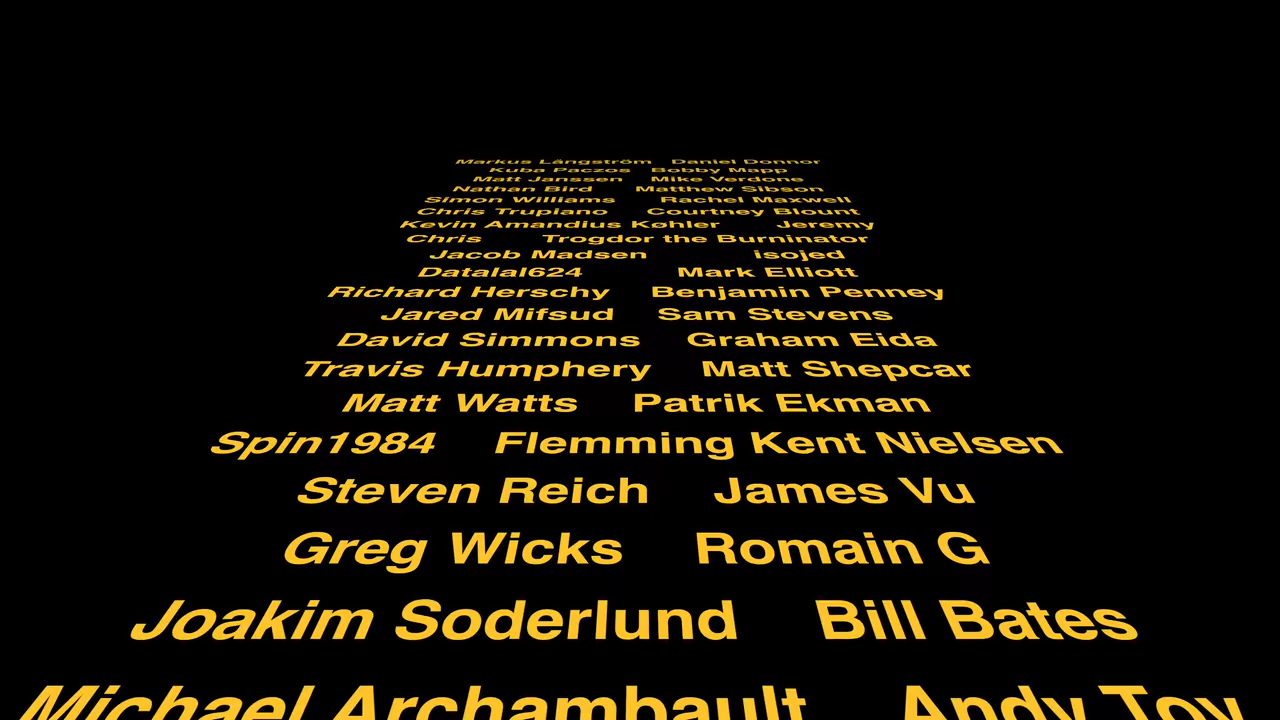 Markus Långström Daniel Donnor
Kuba Paczos Bobby Mapp
Matt Janssen Mike Verdone
Nathan Bird Matthew Sibson
Simon Williams Rachel Maxwell
Chris Trupiano Courtney Blount
Kevin Amandius Køhler Jeremy
Chris Trogdor the Burninator
Jacob Madsen isojed
Datalal624 Mark Elliott
Richard Herschy Benjamin Penney
Jared Mifsud Sam Stevens
David Simmons Graham Eida
Travis Humphery Matt Shepcar
Matt Watts Patrik Ekman
Spin1984 Flemming Kent Nielsen
Steven Reich James Vu
Greg Wicks Romain G
Joakim Soderlund Bill Bates
Michael Archambault Andy Toy